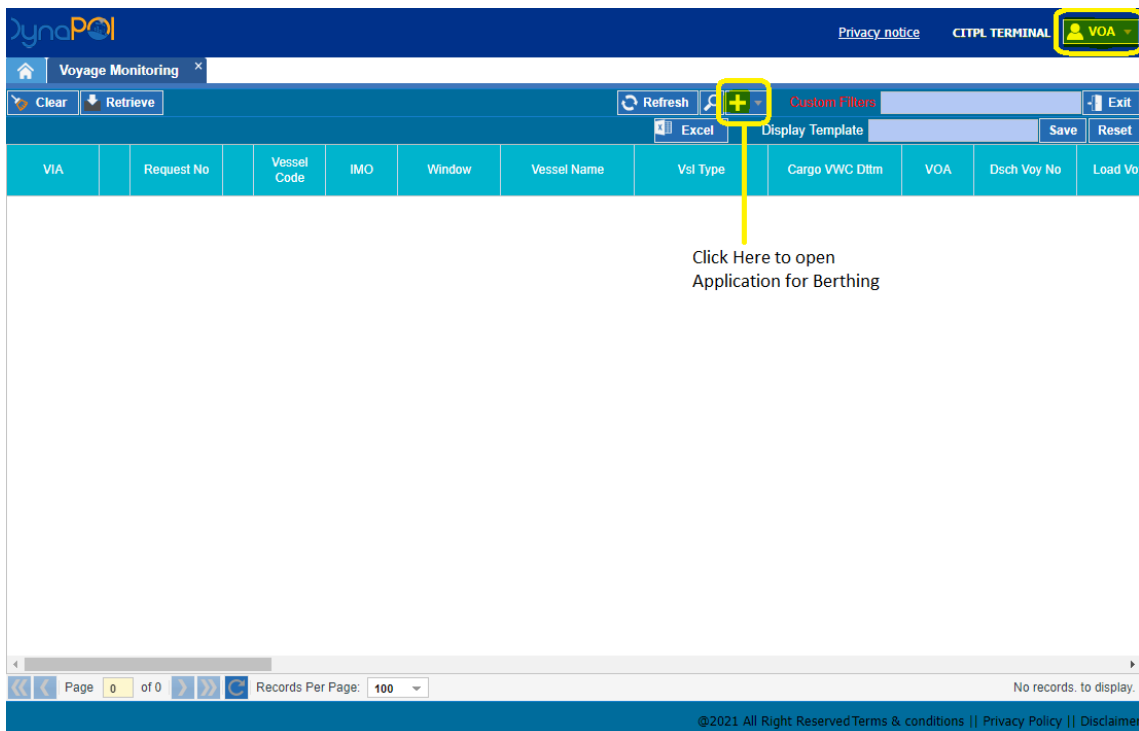 DynaPOI
Privacy notice CITPL TERMINAL VOA
Voyage Monitoring ×
Clear Retrieve Refresh Custom Filters Exit
Excel Display Template Save Reset
VIA Request No Vessel Code IMO Window Vessel Name Vsl Type Cargo VWC Dttm VOA Dsch Voy No Load Vo
Click Here to open
Application for Berthing
Page 0 of 0 Records Per Page: 100 No records. to display.
@2021 All Right Reserved Terms & conditions || Privacy Policy || Disclaimer